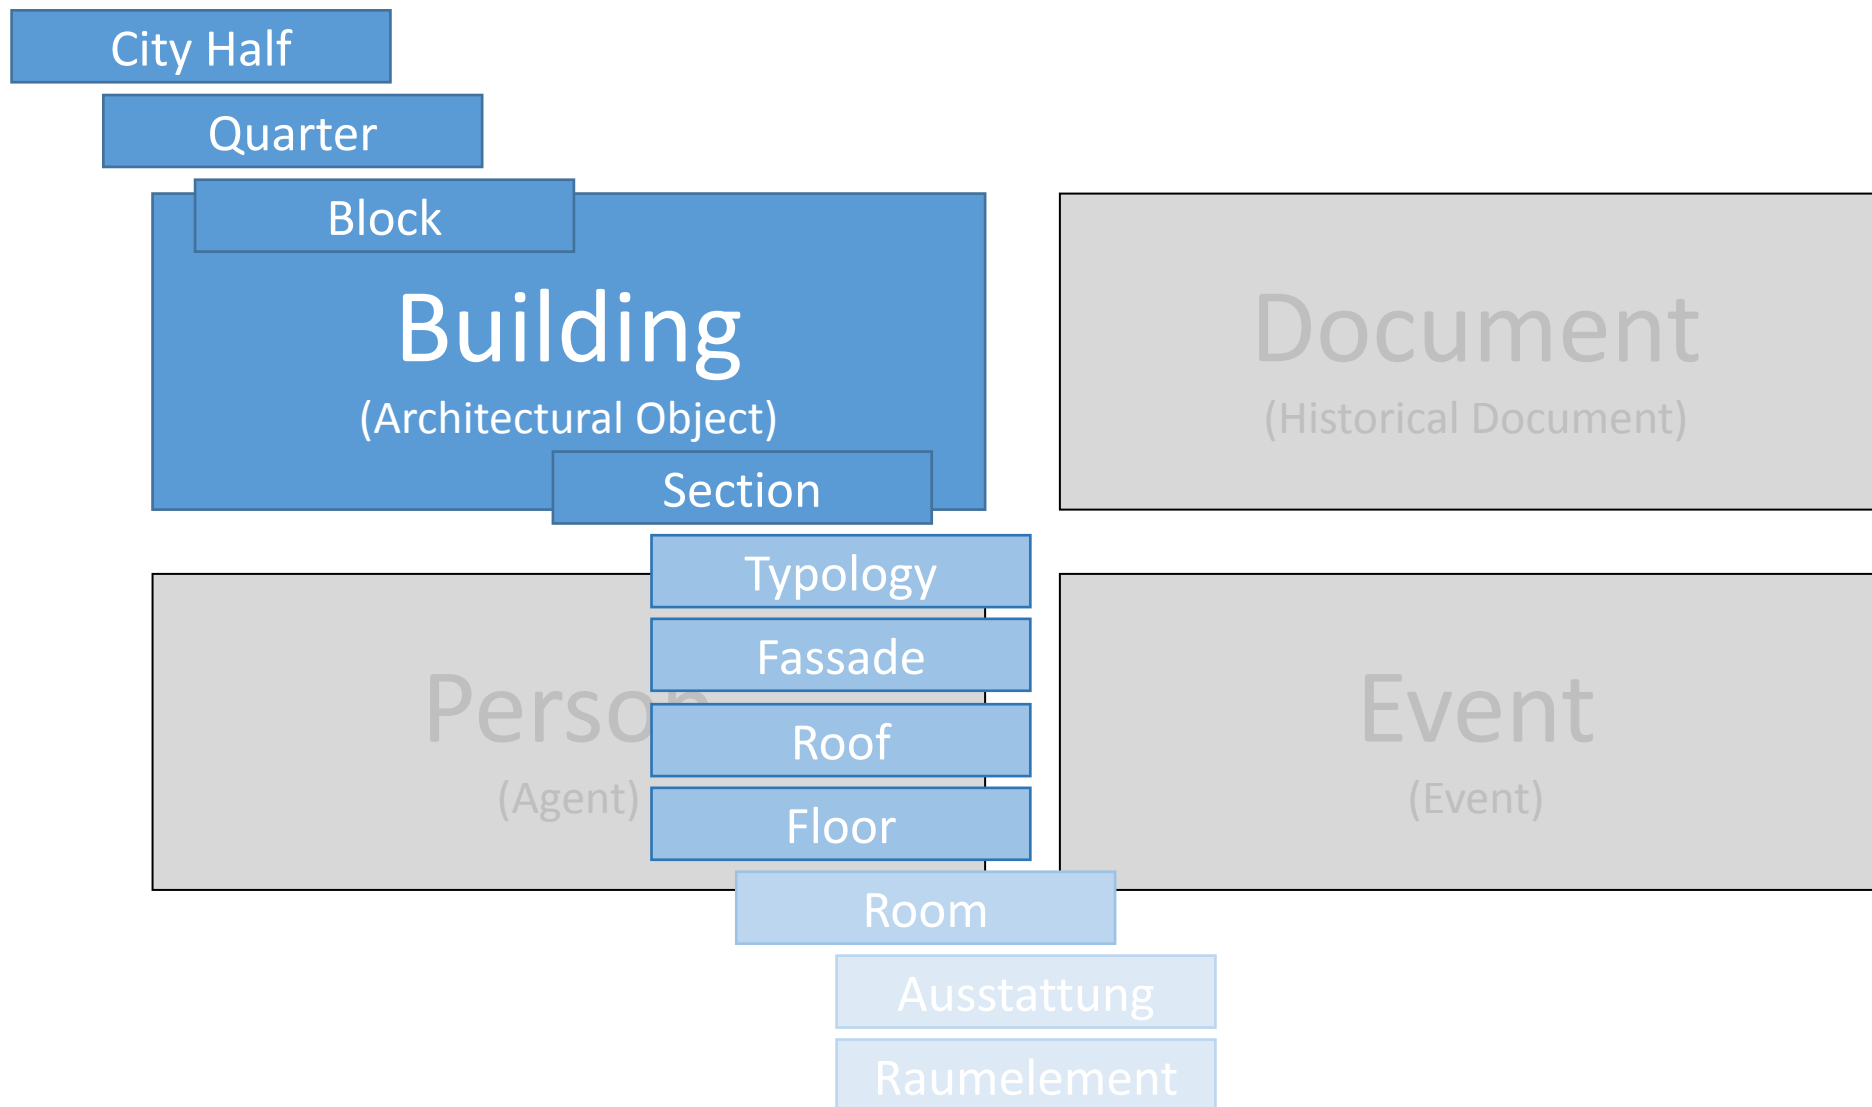 City Half
Quarter
Block
Building
(Architectural Object)
Section
Document
(Historical Document)
Typology
Fassade
Roof
Floor
Person
(Agent)
Event
(Event)
Room
Ausstattung
Raumelement